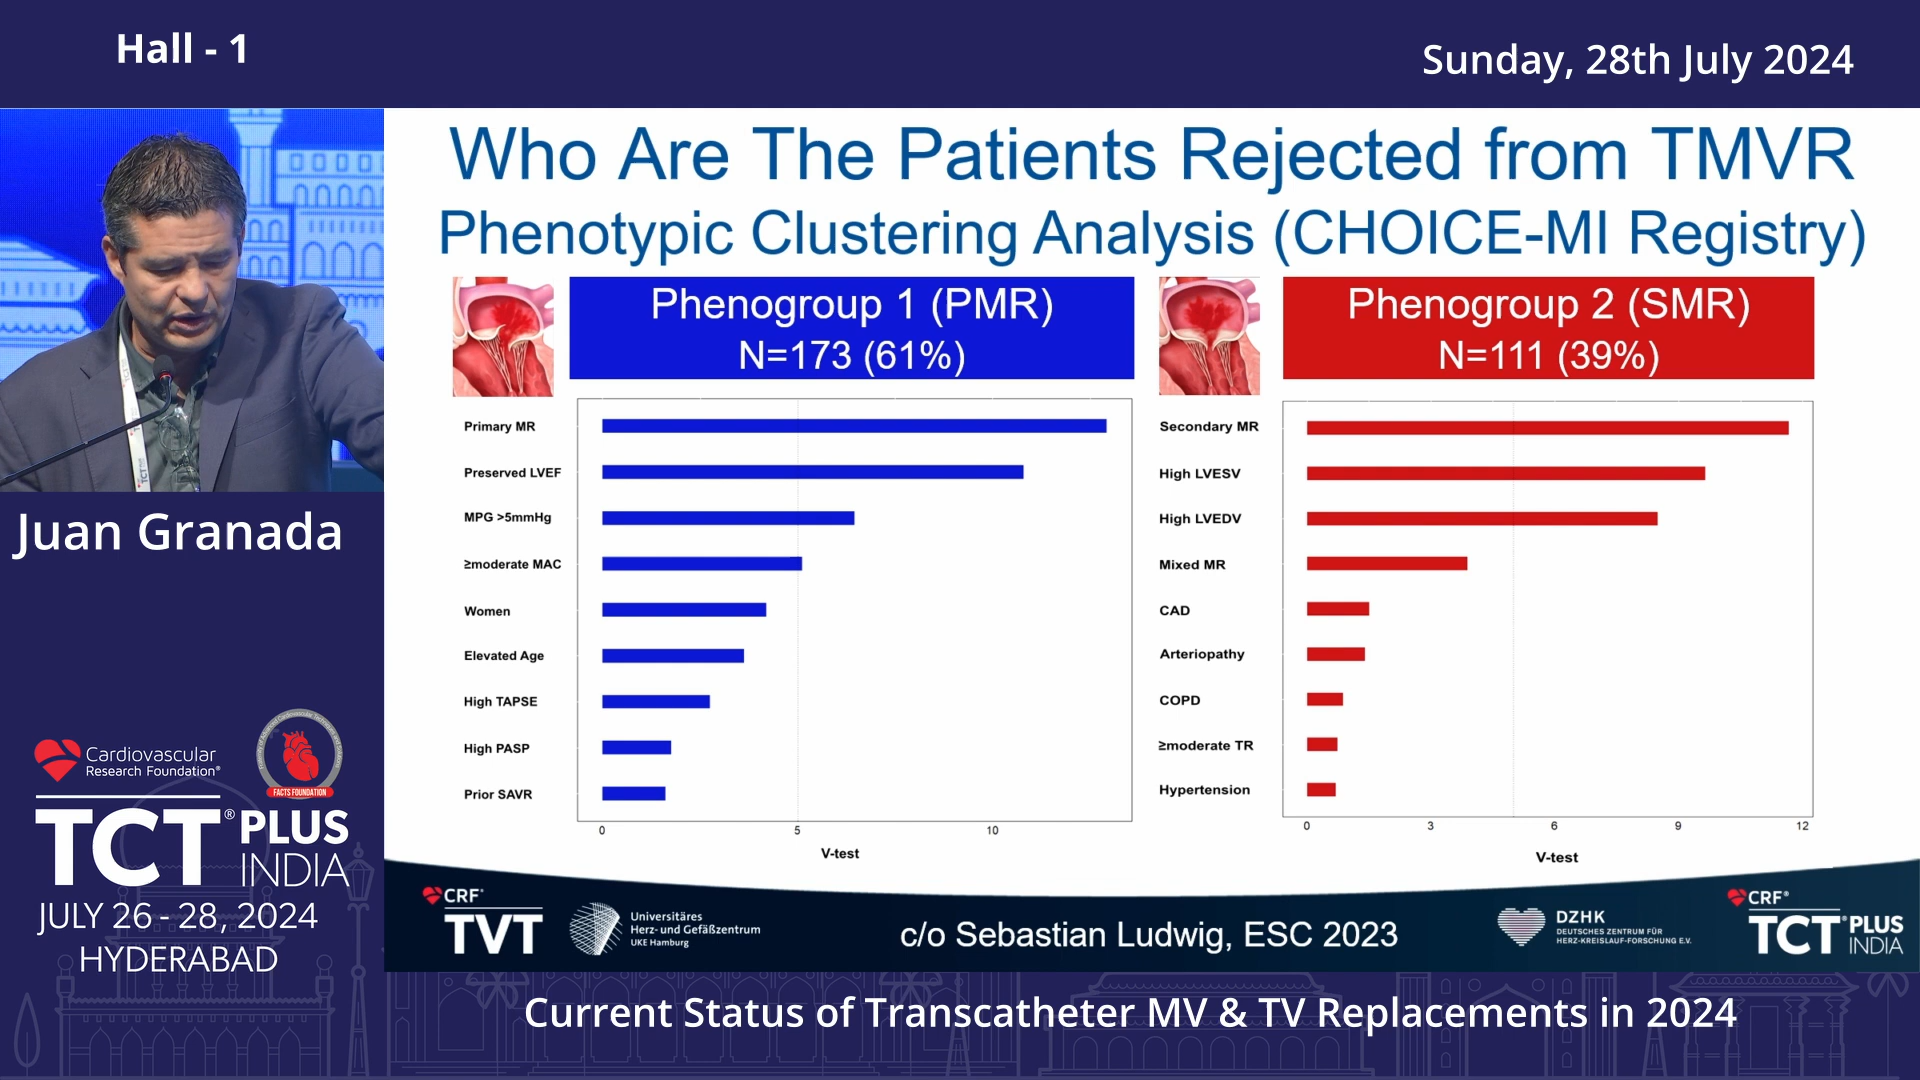 Hall - 1
Sunday, 28th July 2024
Who Are The Patients Rejected from TMVR
Phenotypic Clustering Analysis (CHOICE-MI Registry)
Phenogroup 1 (PMR)
N=173 (61%)
Primary MR
Preserved LVEF
MPG >5mmHg
≥moderate MAC
Women
Elevated Age
High TAPSE
High PASP
Prior SAVR
0 5 10
V-test
Phenogroup 2 (SMR)
N=111 (39%)
Secondary MR
High LVESV
High LVEDV
Mixed MR
CAD
Arteriopathy
COPD
≥moderate TR
Hypertension
0 3 6 9 12
V-test
Juan Granada
Cardiovascular
Research Foundation®
FACTS FOUNDATION
TCT® PLUS
INDIA
JULY 26 - 28, 2024
HYDERABAD
CRF®
TVT
Universitäres
Herz- und Gefäßzentrum
UKE Hamburg
c/o Sebastian Ludwig, ESC 2023
DZHK
DEUTSCHES ZENTRUM FÜR
HERZ-KREISLAUF-FORSCHUNG E.V.
CRF®
TCT® PLUS
INDIA
Current Status of Transcatheter MV & TV Replacements in 2024